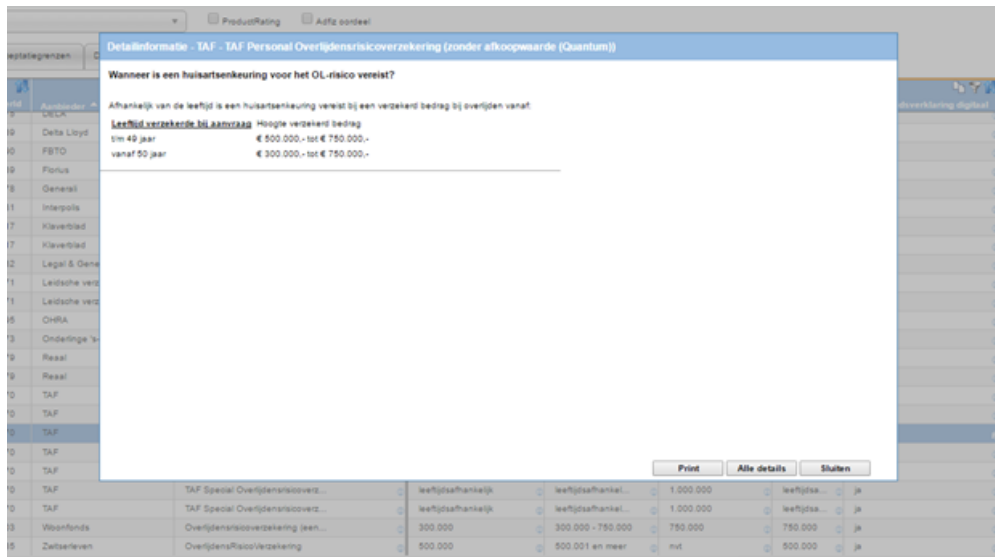 ProductRating Adfiz oordeel
Detailinformatie - TAF - TAF Personal Overlijdensrisicoverzekering (zonder afkoopwaarde (Quantum))
eptatiegrenzen
Wanneer is een huisartsenkeuring voor het OL-risico vereist?
Aanbieder
deverklaring digitaal
Afhankelijk van de leeftijd is een huisartsenkeuring vereist bij een verzekerd bedrag bij overlijden vanaf:
DELA
Leeftijd verzekerde bij aanvraag Hoogte verzekerd bedrag
Delta Lloyd
t/m 49 jaar € 500.000,- tot € 750.000,-
FBTO
vanaf 50 jaar € 300.000,- tot € 750.000,-
Florius
Generali
Interpolis
Klaverblad
Klaverblad
Legal & Gene
Leidsche verz
Leidsche verz
OHRA
Onderlinge 's-
Reaal
Reaal
TAF
TAF
TAF
TAF
TAF
Print Alle details Sluiten
TAF TAF Special Overlijdensrisicoverz... leeftijdsafhankelijk leeftijdsafhankel... 1.000.000 leeftijdsa... ja
TAF TAF Special Overlijdensrisicoverz... leeftijdsafhankelijk leeftijdsafhankel... 1.000.000 leeftijdsa... ja
Woonfonds Overlijdensrisicoverzekering (een... 300.000 300.000 - 750.000 750.000 750.000 ja
Zwitserleven OverlijdensRisicoVerzekering 500.000 500.001 en meer nvt 500.000 ja